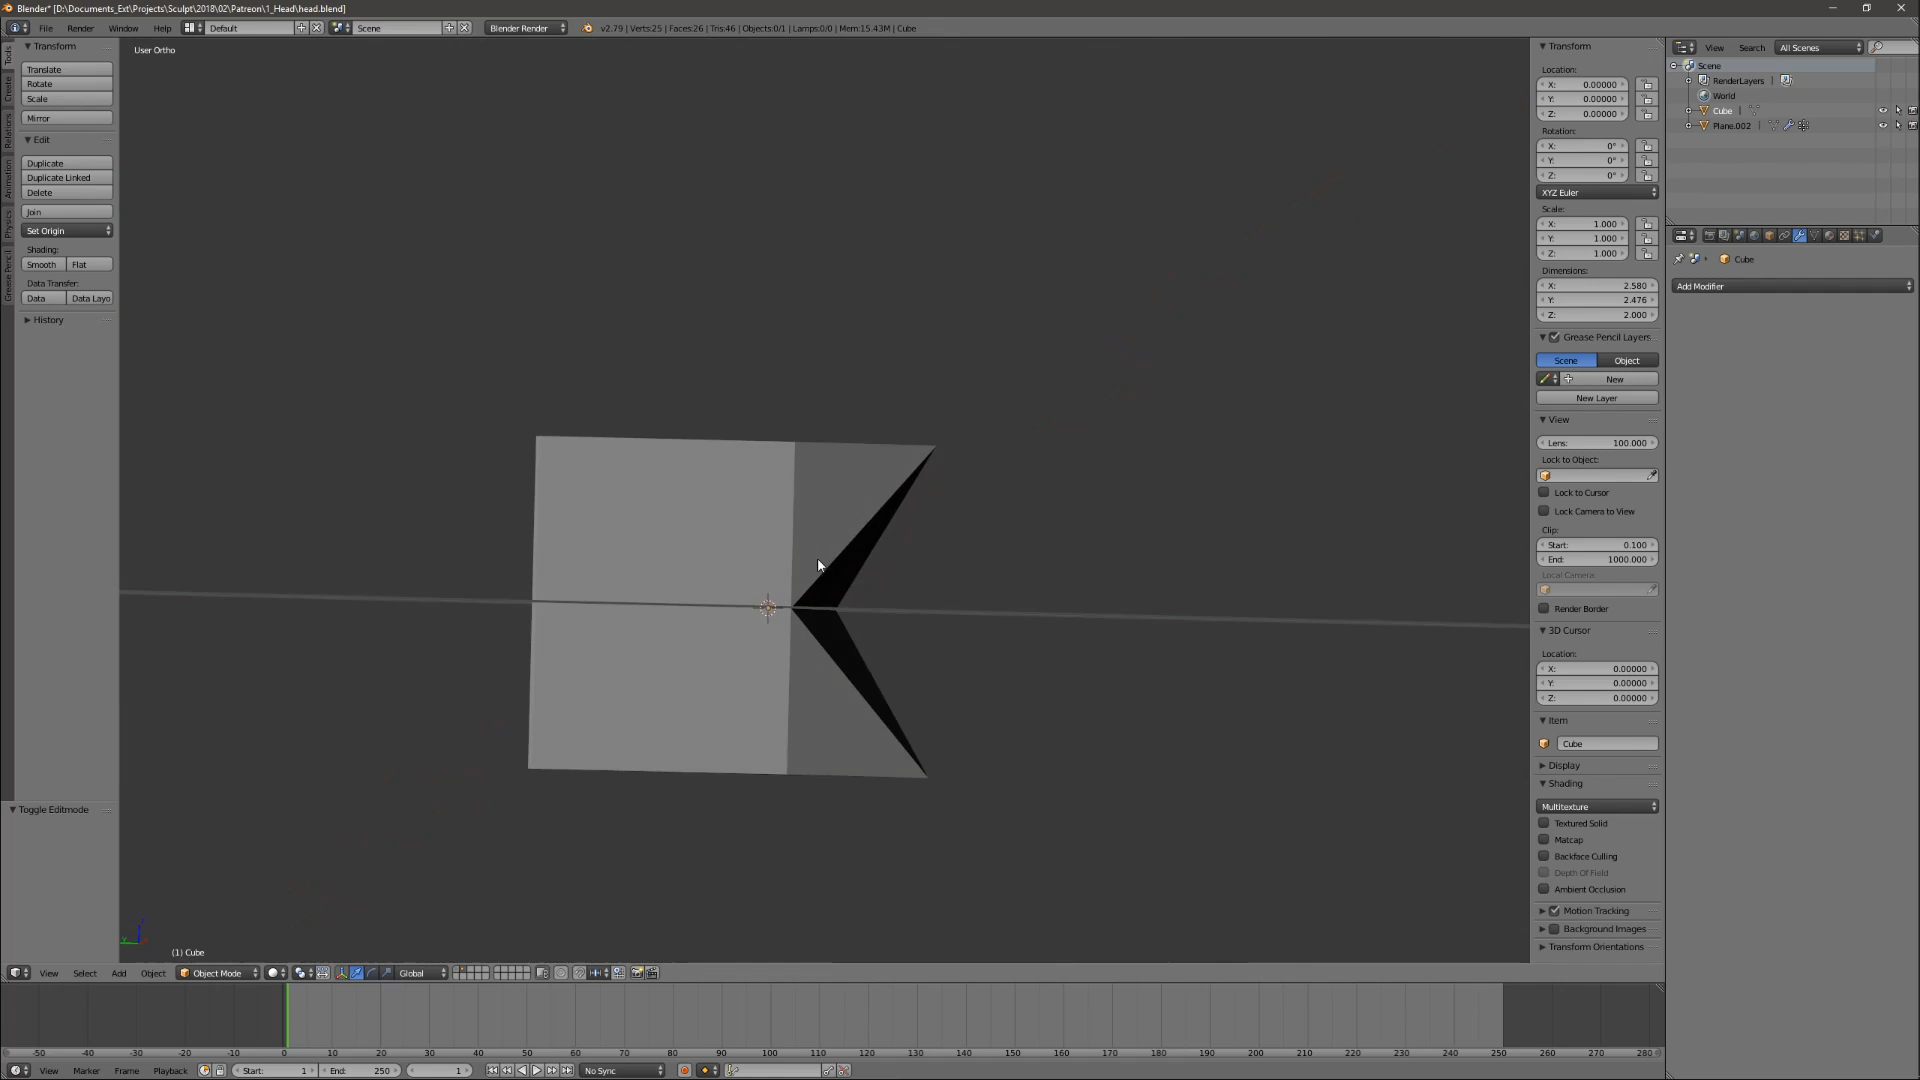 Blender* [D:\Documents_Ext\Projects\Sculpt\2018\02\Patreon\1_Head\head.blend]
File Render Window Help Default Scene Blender Render v2.79 | Verts:25 | Faces:26 | Tris:46 | Objects:0/1 | Lamps:0/0 | Mem:15.43M | Cube
Tools
Create
Relations
Animation
Physics
Grease Pencil
Transform
Translate
Rotate
Scale
Mirror
Edit
Duplicate
Duplicate Linked
Delete
Join
Set Origin
Shading:
Smooth Flat
Data Transfer:
Data Data Layo
History
Toggle Editmode
User Ortho
(1) Cube
Transform
Location:
X: 0.00000
Y: 0.00000
Z: 0.00000
Rotation:
X: 0°
Y: 0°
Z: 0°
XYZ Euler
Scale:
X: 1.000
Y: 1.000
Z: 1.000
Dimensions:
X: 2.580
Y: 2.476
Z: 2.000
Grease Pencil Layers
Scene Object
New
New Layer
View
Lens: 100.000
Lock to Object:
Lock to Cursor
Lock Camera to View
Clip:
Start: 0.100
End: 1000.000
Local Camera:
Render Border
3D Cursor
Location:
X: 0.00000
Y: 0.00000
Z: 0.00000
Item
Cube
Display
Shading
Multitexture
Textured Solid
Matcap
Backface Culling
Depth Of Field
Ambient Occlusion
Motion Tracking
Background Images
Transform Orientations
View Search All Scenes
Scene
RenderLayers
World
Cube
Plane.002
Cube
Add Modifier
View Select Add Object Object Mode Global
-50 -40 -30 -20 -10 0 10 20 30 40 50 60 70 80 90 100 110 120 130 140 150 160 170 180 190 200 210 220 230 240 250 260 270 280
View Marker Frame Playback Start: 1 End: 250 1 No Sync